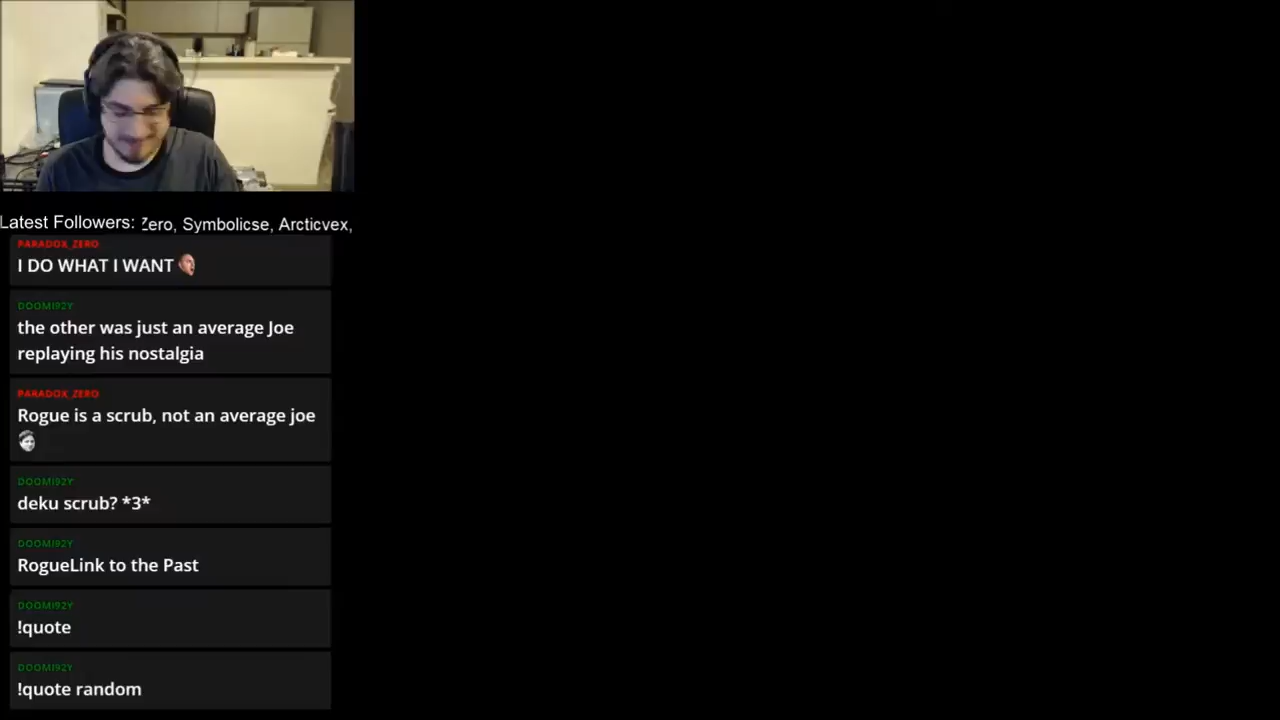 Latest Followers: Zero, Symbolicse, Arcticvex,
PARADOX_ZERO
I DO WHAT I WANT
DOOMI92Y
the other was just an average Joe
replaying his nostalgia
PARADOX_ZERO
Rogue is a scrub, not an average joe
DOOMI92Y
deku scrub? *3*
DOOMI92Y
RogueLink to the Past
DOOMI92Y
!quote
DOOMI92Y
!quote random